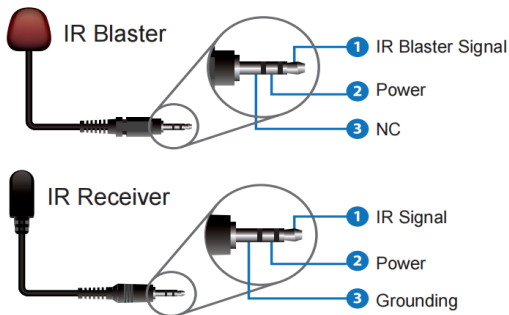 IR Blaster
1 IR Blaster Signal
2 Power
3 NC
IR Receiver
1 IR Signal
2 Power
3 Grounding